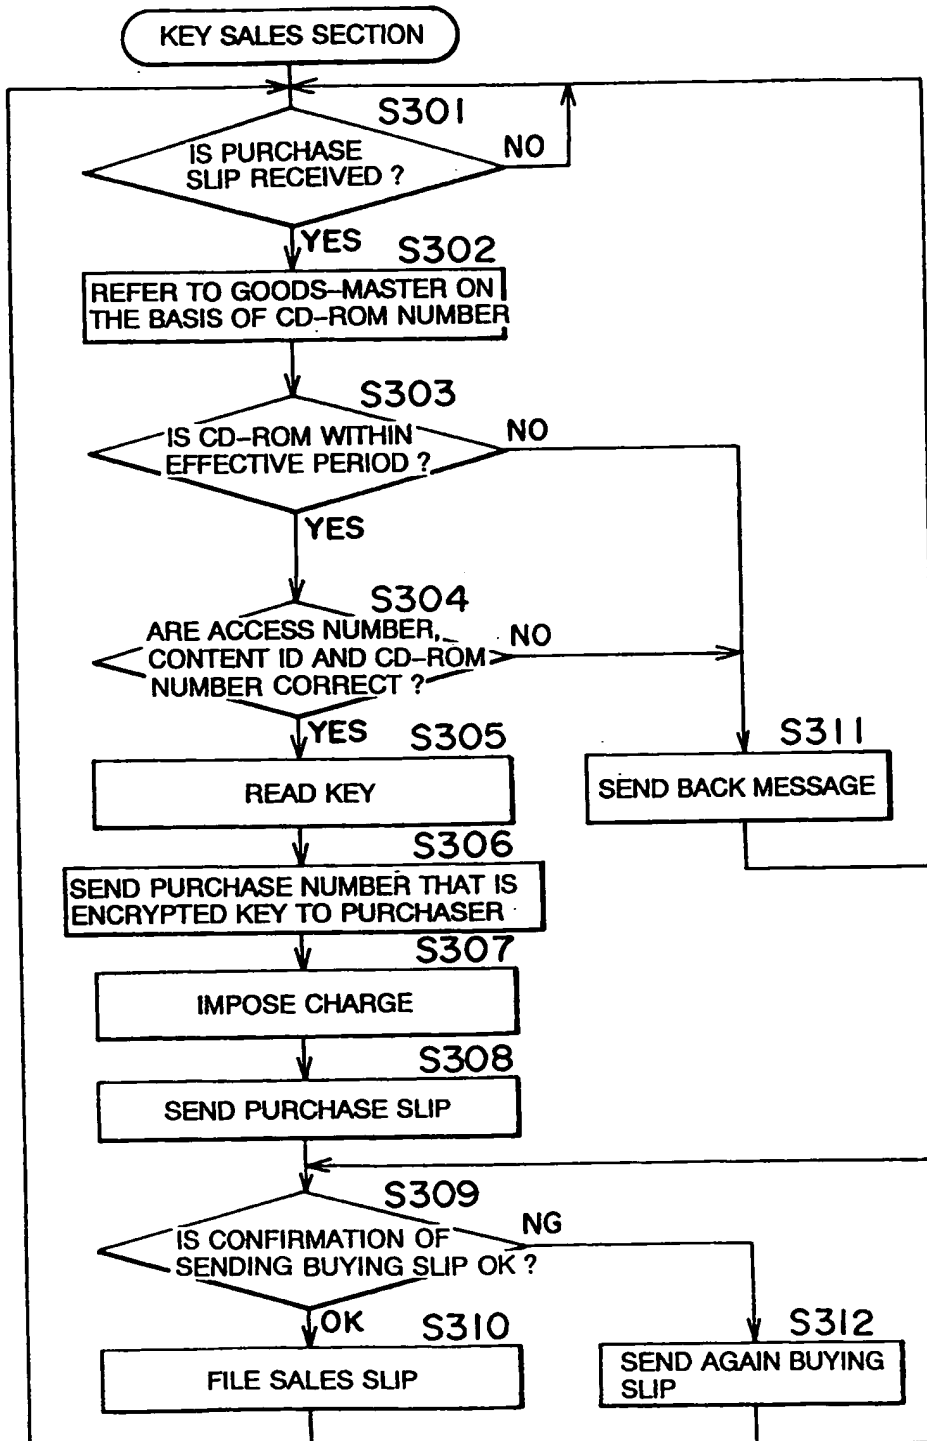 KEY SALES SECTION
S301
IS PURCHASE
SLIP RECEIVED ?
NO
YES
S302
REFER TO GOODS-MASTER ON
THE BASIS OF CD-ROM NUMBER
S303
IS CD-ROM WITHIN
EFFECTIVE PERIOD ?
NO
YES
S304
ARE ACCESS NUMBER,
CONTENT ID AND CD-ROM
NUMBER CORRECT ?
NO
YES
S305
READ KEY
S311
SEND BACK MESSAGE
S306
SEND PURCHASE NUMBER THAT IS
ENCRYPTED KEY TO PURCHASER
S307
IMPOSE CHARGE
S308
SEND PURCHASE SLIP
S309
IS CONFIRMATION OF
SENDING BUYING SLIP OK ?
NG
OK
S310
FILE SALES SLIP
S312
SEND AGAIN BUYING
SLIP